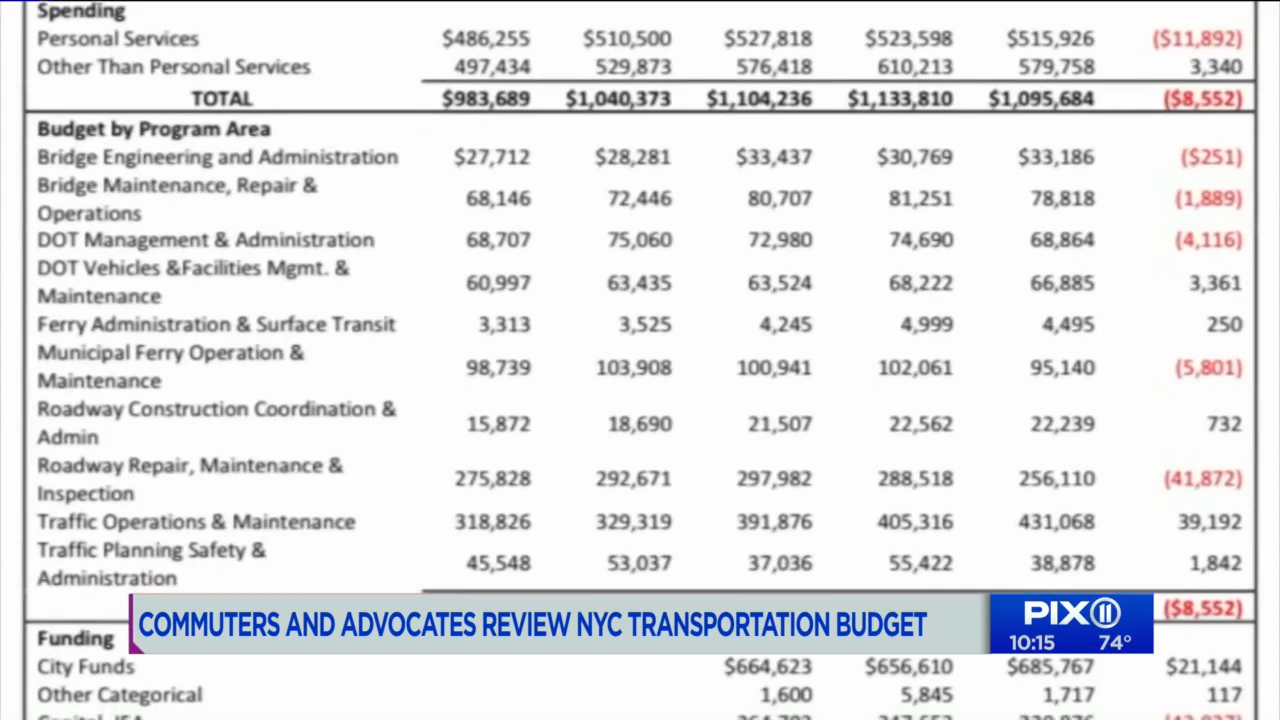 Spending
Personal Services $486,255 $510,500 $527,818 $523,598 $515,926 ($11,892)
Other Than Personal Services 497,434 529,873 576,418 610,213 579,758 3,340
TOTAL $983,689 $1,040,373 $1,104,236 $1,133,810 $1,095,684 ($8,552)
Budget by Program Area
Bridge Engineering and Administration $27,712 $28,281 $33,437 $30,769 $33,186 ($251)
Bridge Maintenance, Repair &
Operations 68,146 72,446 80,707 81,251 78,818 (1,889)
DOT Management & Administration 68,707 75,060 72,980 74,690 68,864 (4,116)
DOT Vehicles &Facilities Mgmt. &
Maintenance 60,997 63,435 63,524 68,222 66,885 3,361
Ferry Administration & Surface Transit 3,313 3,525 4,245 4,999 4,495 250
Municipal Ferry Operation &
Maintenance 98,739 103,908 100,941 102,061 95,140 (5,801)
Roadway Construction Coordination &
Admin 15,872 18,690 21,507 22,562 22,239 732
Roadway Repair, Maintenance &
Inspection 275,828 292,671 297,982 288,518 256,110 (41,872)
Traffic Operations & Maintenance 318,826 329,319 391,876 405,316 431,068 39,192
Traffic Planning Safety &
Administration 45,548 53,037 37,036 55,422 38,878 1,842
($8,552)
COMMUTERS AND ADVOCATES REVIEW NYC TRANSPORTATION BUDGET
PIX11
10:15 74°
Funding
City Funds $664,623 $656,610 $685,767 $21,144
Other Categorical 1,600 5,845 1,717 117